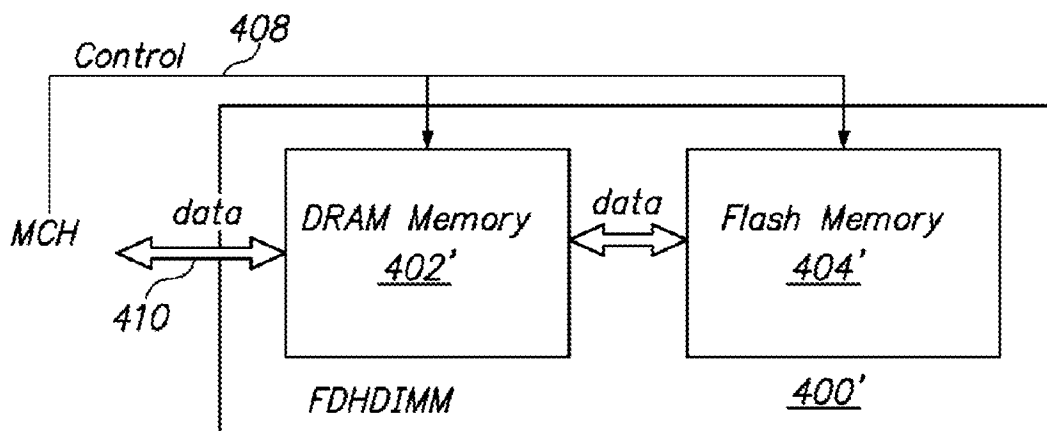 408
Control
data
data
MCH
DRAM Memory
402'
Flash Memory
404'
410
FDHDIMM
400'